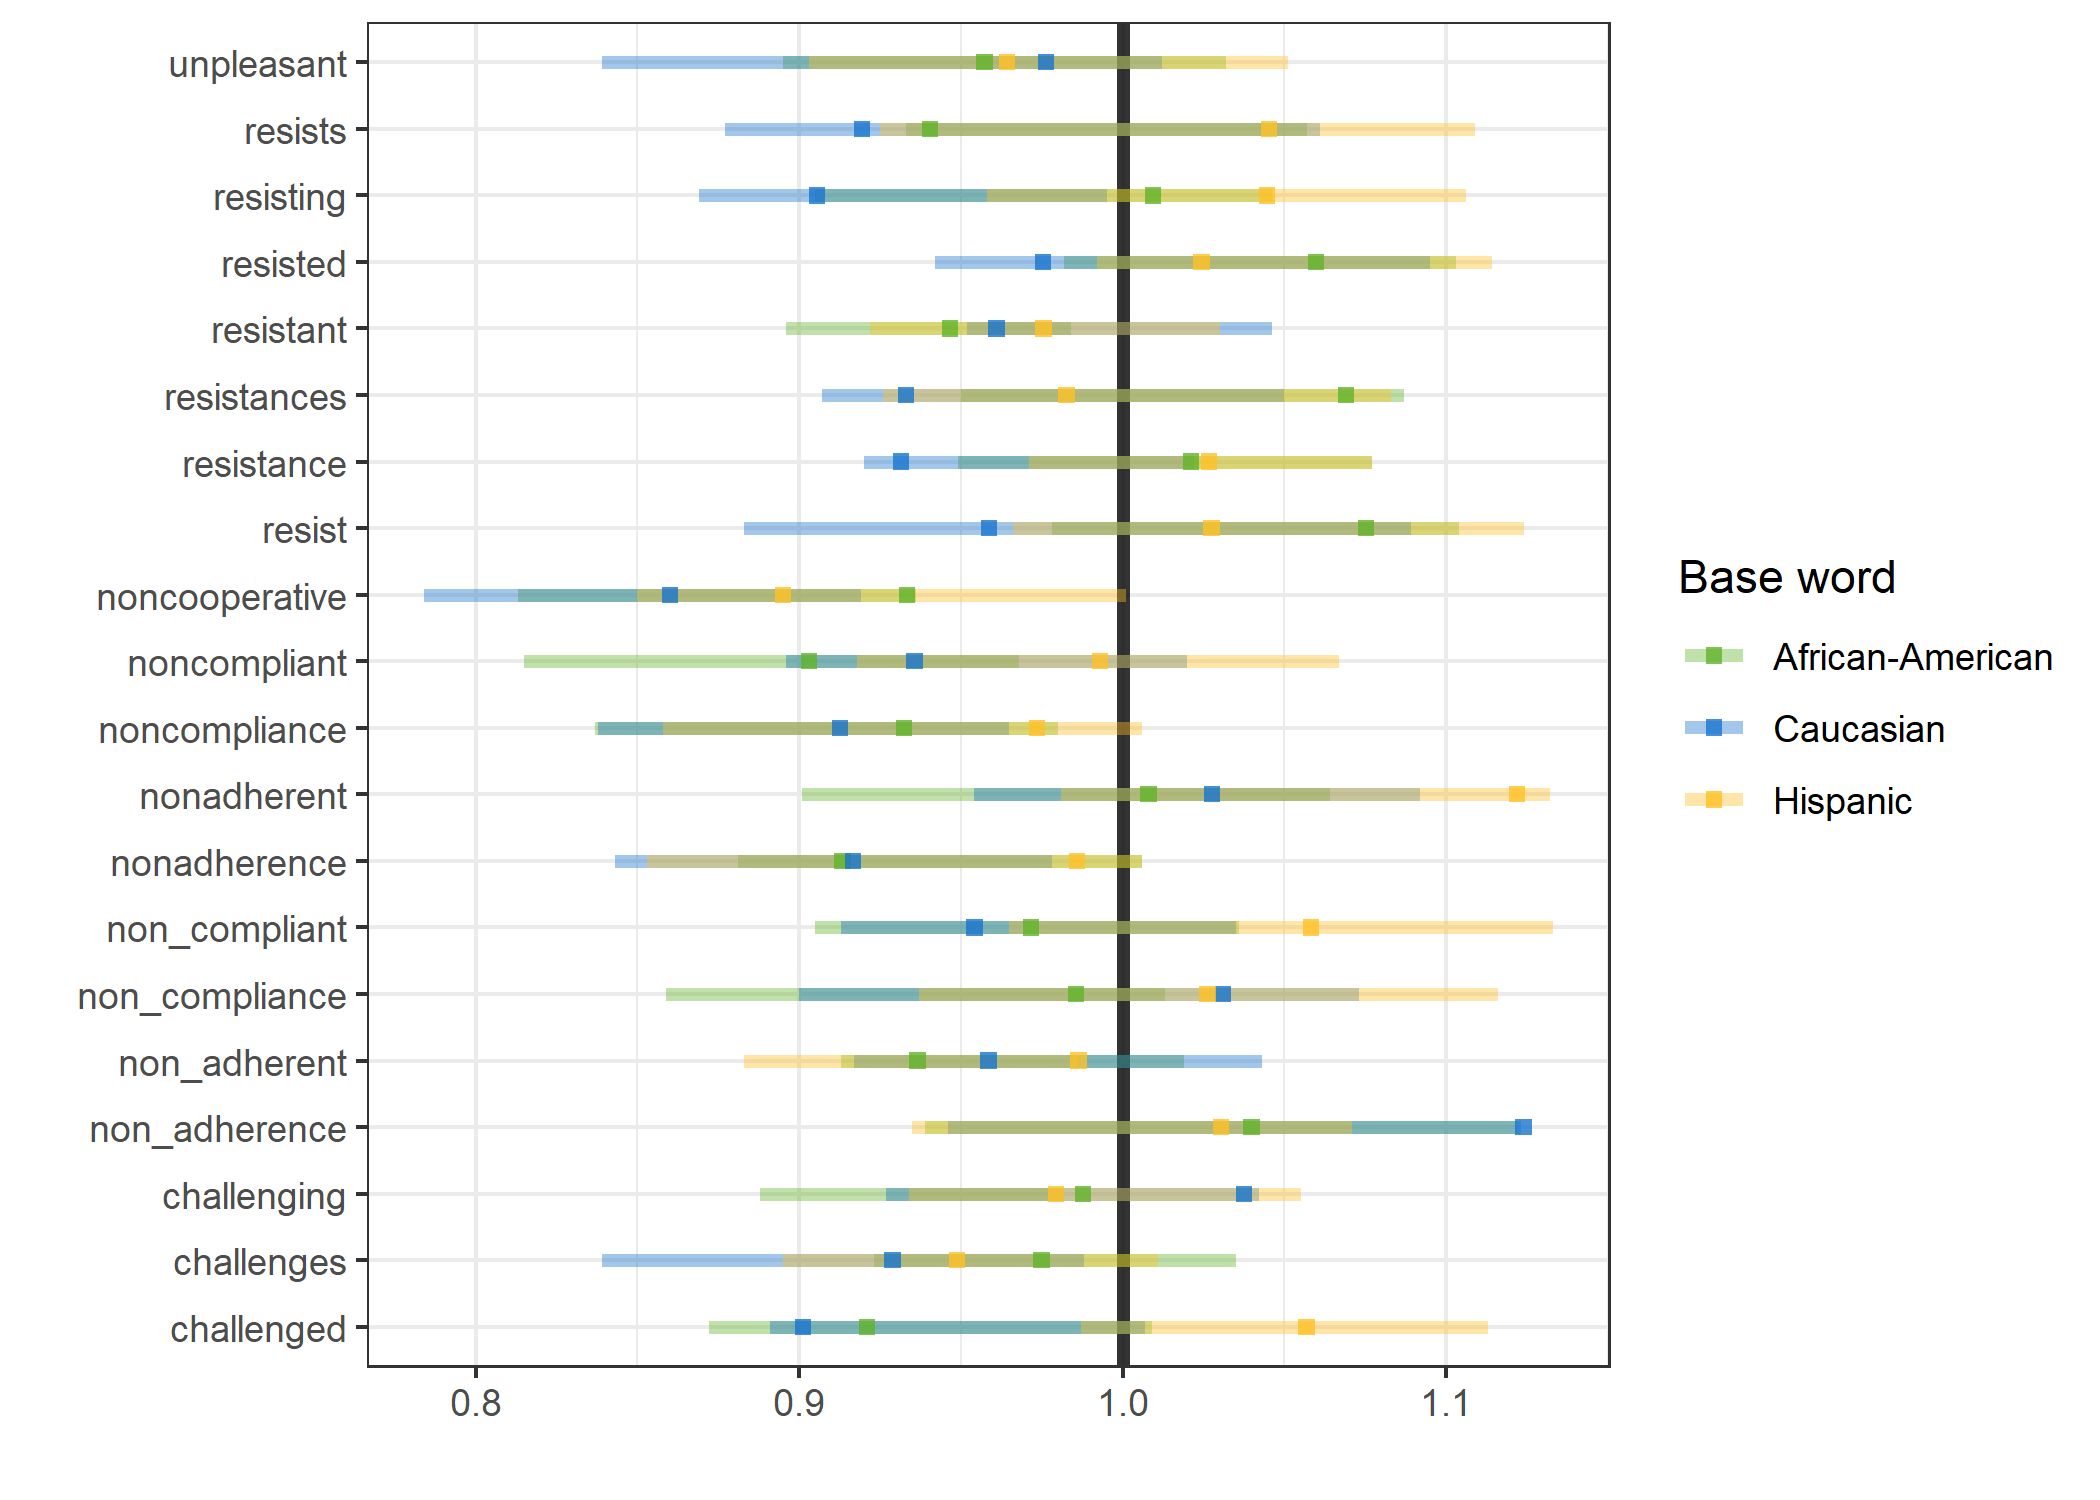 unpleasant
resists
resisting
resisted
resistant
resistances
resistance
resist
noncooperative
noncompliant
noncompliance
nonadherent
nonadherence
non_compliant
non_compliance
non_adherent
non_adherence
challenging
challenges
challenged
0.8 0.9 1.0 1.1
Base word
African-American
Caucasian
Hispanic